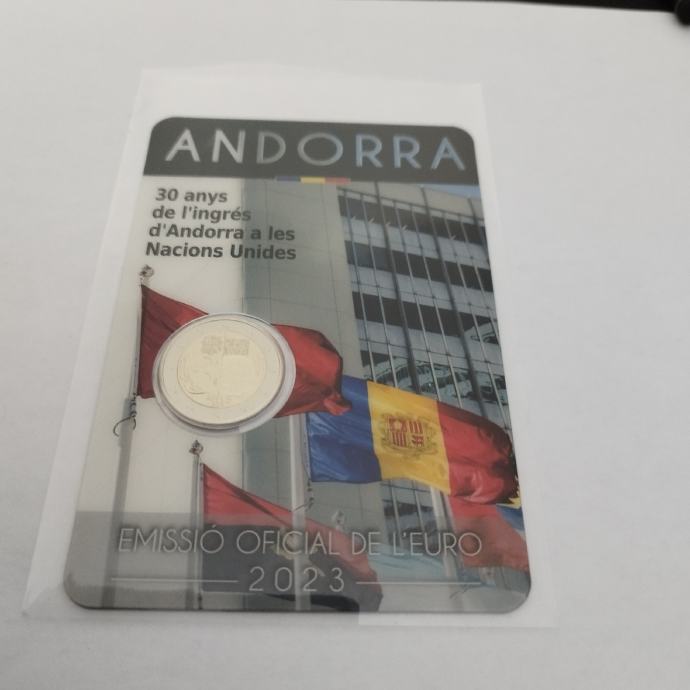 ANDORRA
30 anys
de l'ingrés
d'Andorra a les
Nacions Unides
EMISSIÓ OFICIAL DE L'EURO
2023